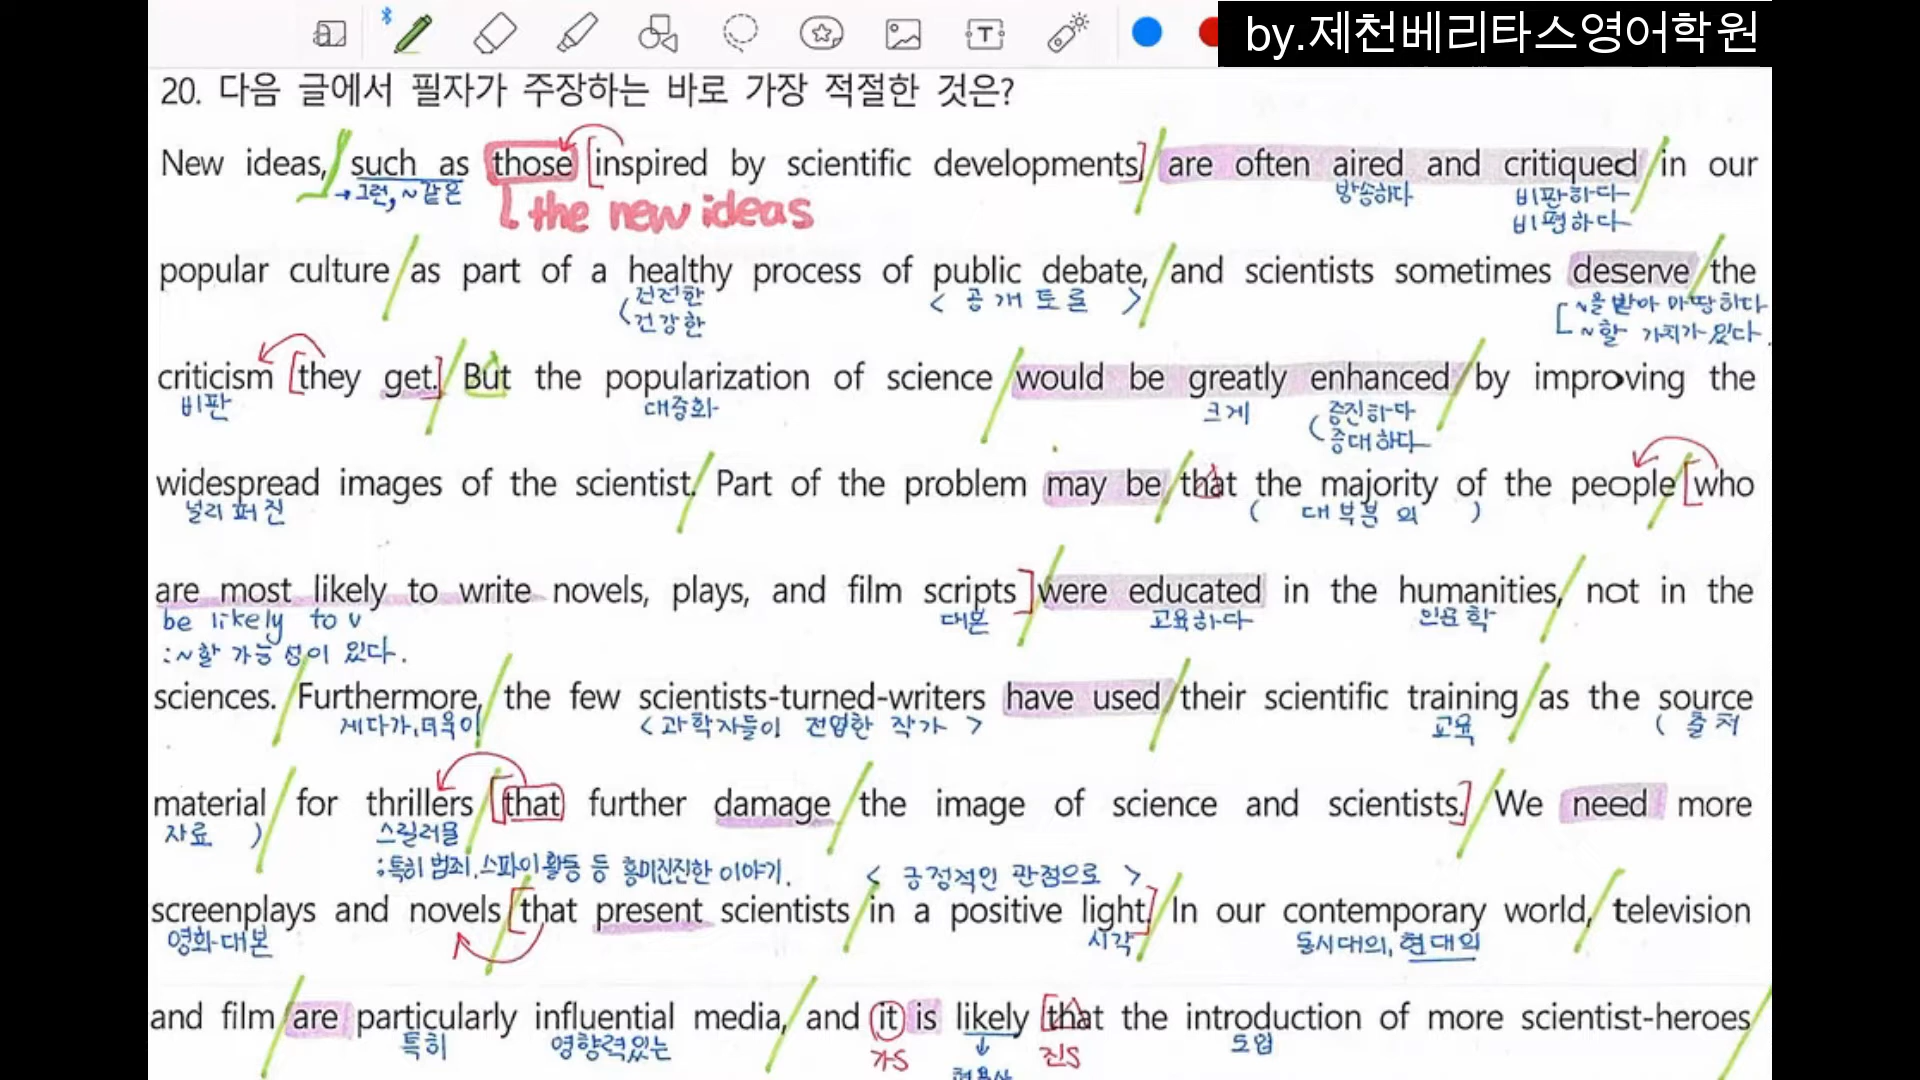 by.제천베리타스영어학원
20. 다음 글에서 필자가 주장하는 바로 가장 적절한 것은?
New ideas, such as those [inspired by scientific developments] are often aired and critiqued in our
→그런, ~같은
the new ideas
방송하다
비판하다
비평하다
popular culture as part of a healthy process of public debate, and scientists sometimes deserve the
건전한
건강한
< 공개 토론 >
~을 받아 마땅하다
~할 가치가 있다.
criticism [they get.] But the popularization of science would be greatly enhanced by improving the
비판
대중화
크게
증진하다
증대하다
widespread images of the scientist. Part of the problem may be that the majority of the people [who
널리 퍼진
( 대부분의 )
are most likely to write novels, plays, and film scripts] were educated in the humanities, not in the
be likely to v
:~할 가능성이 있다.
대본
교육하다
인문학
sciences. Furthermore, the few scientists-turned-writers have used their scientific training as the source
게다가, 더욱이
<과학자들이 전업한 작가>
교육
( 출처
material for thrillers [that further damage the image of science and scientists.] We need more
자료 )
스릴러물
;특히 범죄, 스파이 활동 등 흥미진진한 이야기.
< 긍정적인 관점으로 >
screenplays and novels [that present scientists in a positive light.] In our contemporary world, television
영화대본
시각
동시대의, 현대의
and film are particularly influential media, and it is likely [that the introduction of more scientist-heroes
특히
영향력있는
가S
진S
도입